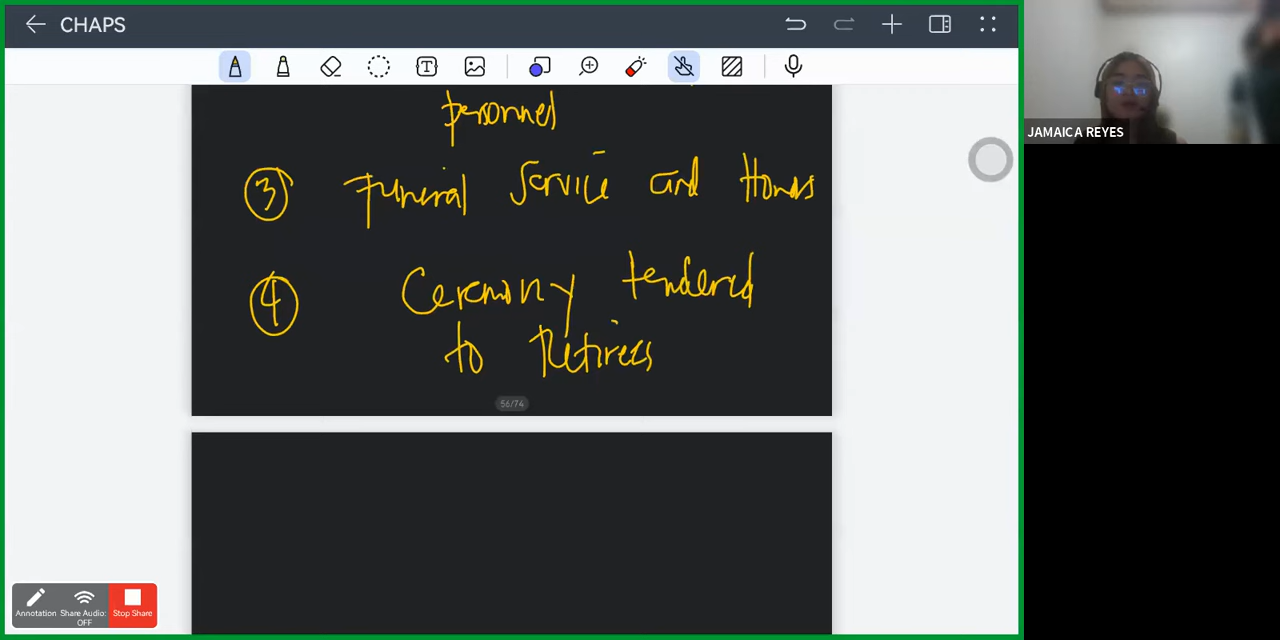 CHAPS
personnel
③ Funeral Service and Honors
④ Ceremony tendered
to Retirees
56/74
Annotation
Share Audio: OFF
Stop Share
JAMAICA REYES